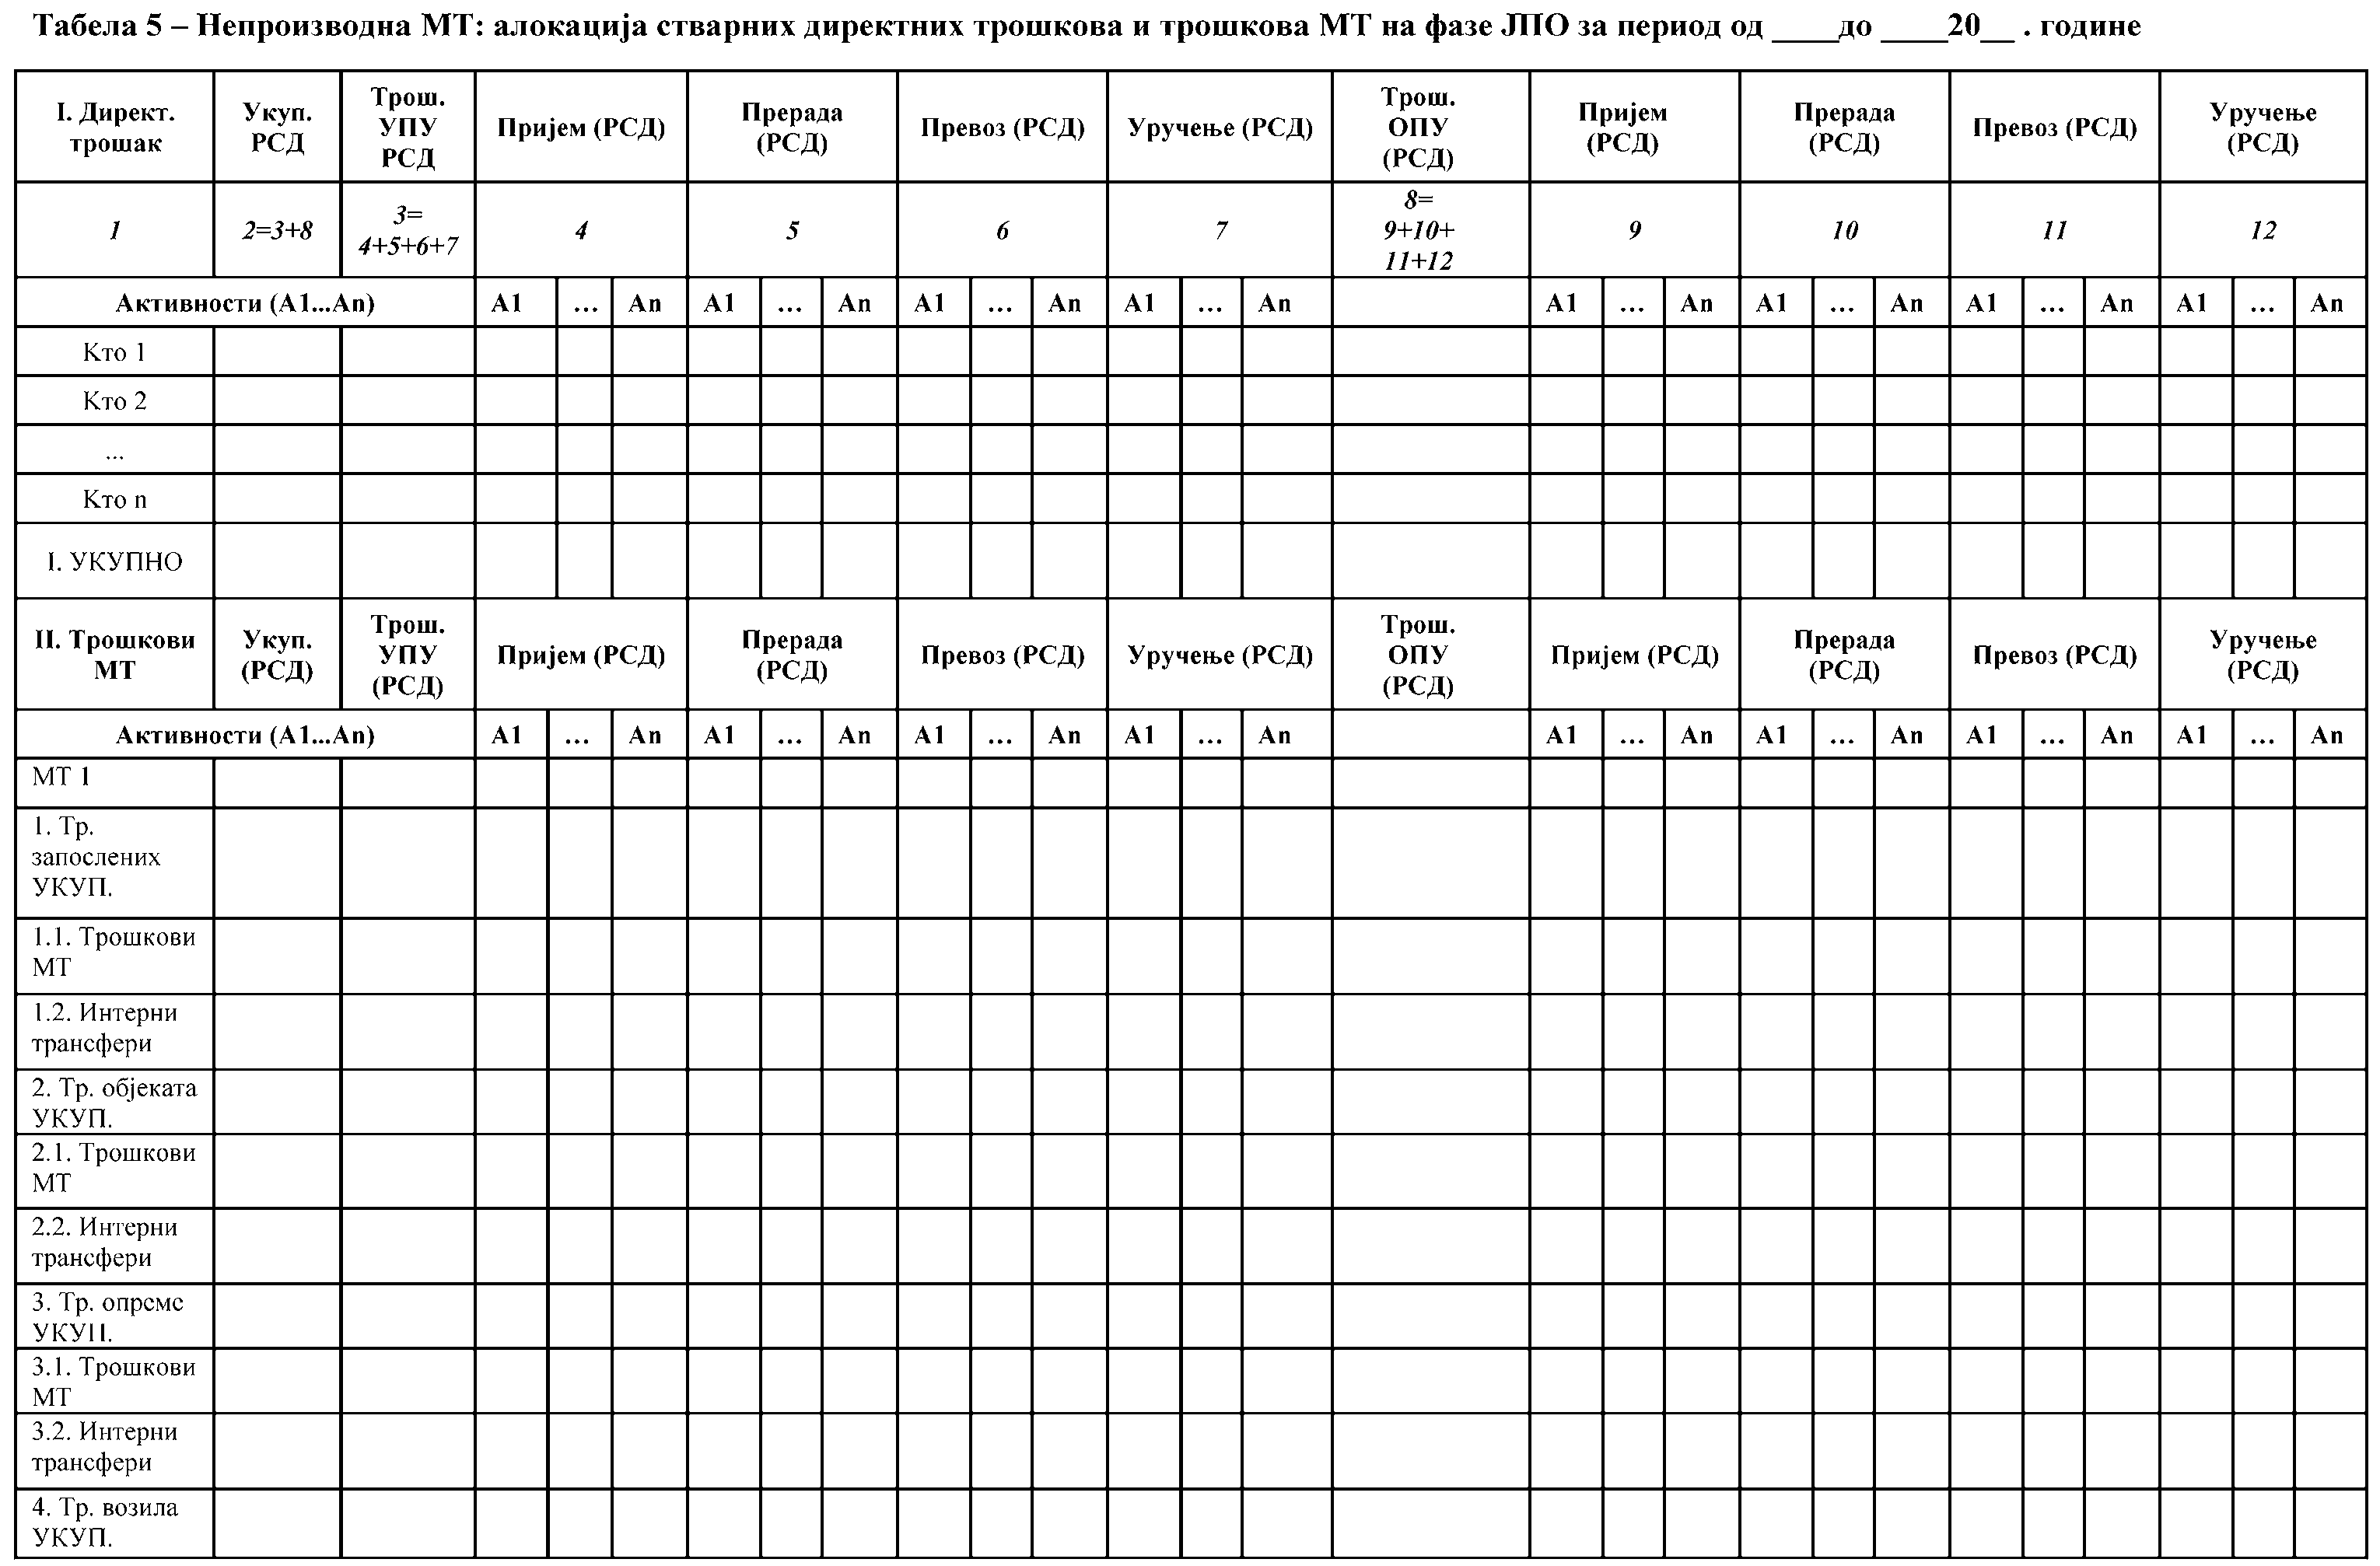 Табела 5 – Непроизводна МТ: алокација стварних директних трошкова и трошкова МТ на фазе ЈПО за период од _____до _____20__ . године
I. Директ. трошак Укуп. РСД Трош. УПУ РСД Пријем (РСД) Прерада (РСД) Превоз (РСД) Уручење (РСД) Трош. ОПУ (РСД) Пријем (РСД) Прерада (РСД) Превоз (РСД) Уручење (РСД)
1 2=3+8 3= 4+5+6+7 4 5 6 7 8= 9+10+ 11+12 9 10 11 12
Активности (А1...Аn) А1 … Аn А1 … Аn А1 … Аn А1 … Аn А1 … Аn А1 … Аn А1 … Аn А1 … Аn
Кто 1
Кто 2
...
Кто n
I. УКУПНО
II. Трошкови МТ Укуп. (РСД) Трош. УПУ (РСД) Пријем (РСД) Прерада (РСД) Превоз (РСД) Уручење (РСД) Трош. ОПУ (РСД) Пријем (РСД) Прерада (РСД) Превоз (РСД) Уручење (РСД)
Активности (А1...Аn) А1 … Аn А1 … Аn А1 … Аn А1 … Аn А1 … Аn А1 … Аn А1 … Аn А1 … Аn
МТ 1
1. Тр.
запослених
УКУП.
1.1. Трошкови
МТ
1.2. Интерни
трансфери
2. Тр. објеката
УКУП.
2.1. Трошкови
МТ
2.2. Интерни
трансфери
3. Тр. опреме
УКУП.
3.1. Трошкови
МТ
3.2. Интерни
трансфери
4. Тр. возила
УКУП.